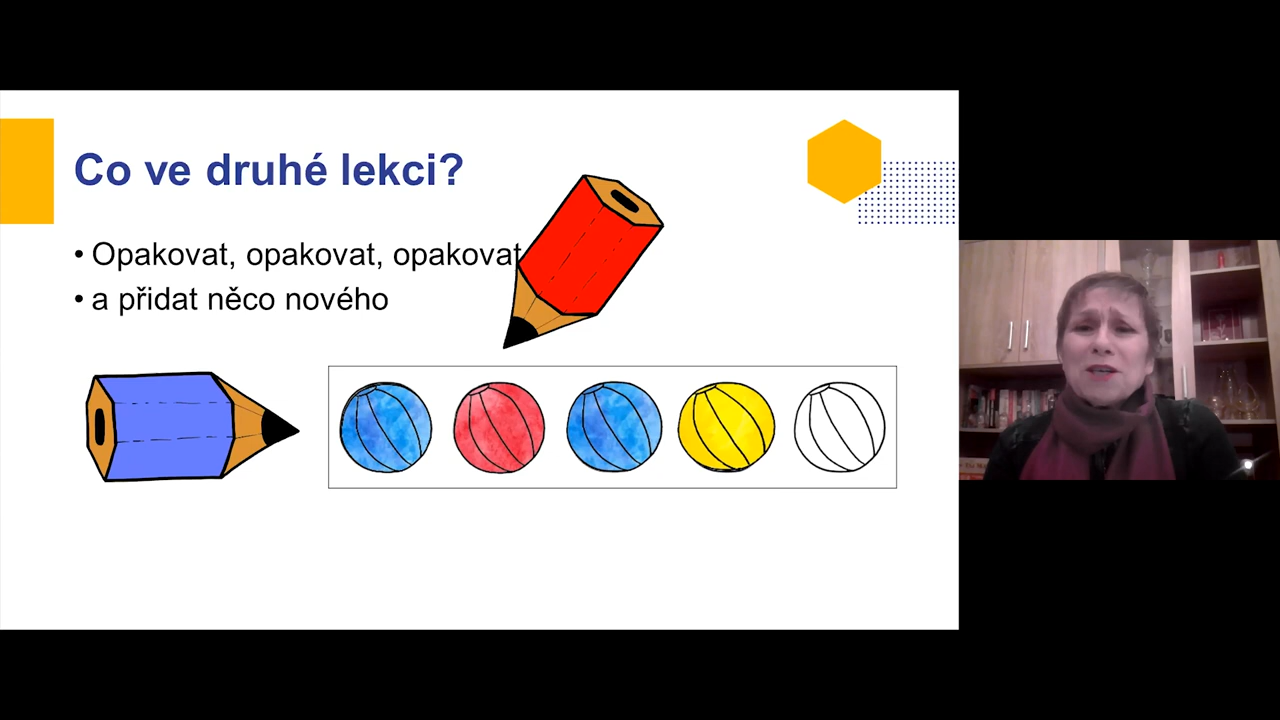 Co ve druhé lekci?
• Opakovat, opakovat, opakovat
• a přidat něco nového